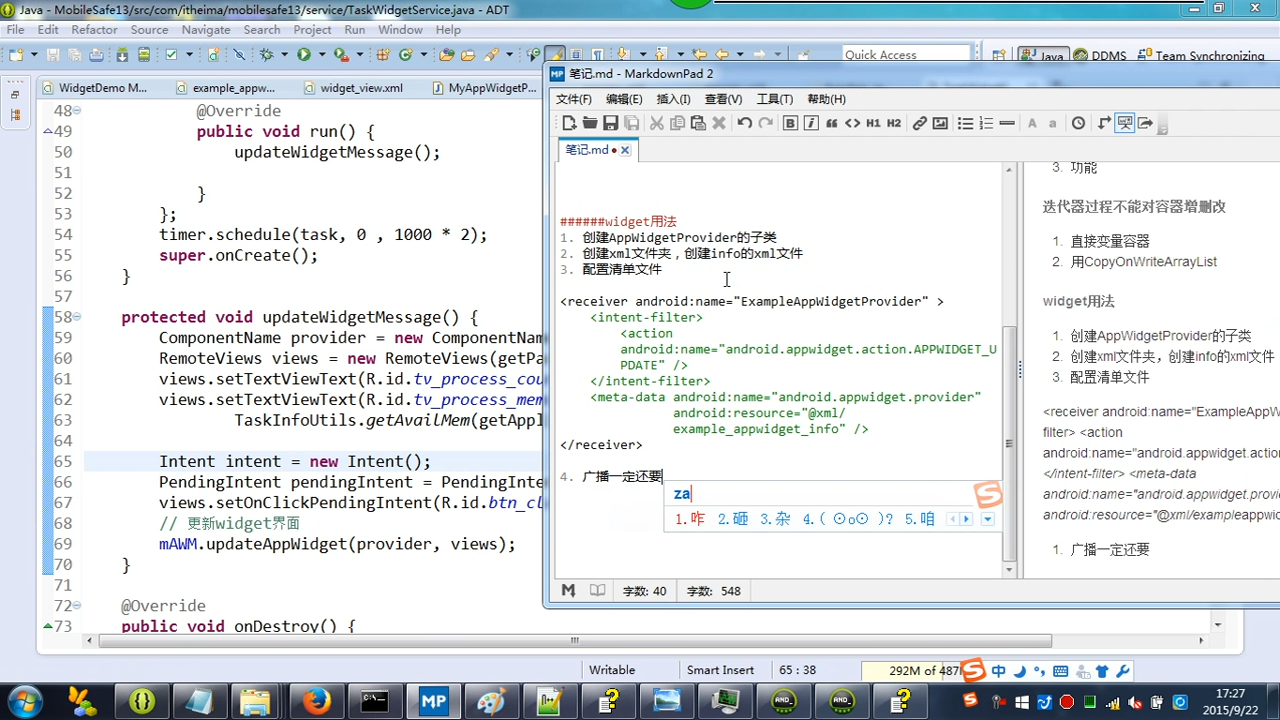 Java - MobileSafe13/src/com/itheima/mobilesafe13/service/TaskWidgetService.java - ADT
File Edit Refactor Source Navigate Search Project Run Window Help
Quick Access
Java DDMS Team Synchronizing
WidgetDemo M... example_appw... widget_view.xml MyAppWidgetP...
48 @Override
49 public void run() {
50 updateWidgetMessage();
51
52 }
53 };
54 timer.schedule(task, 0 , 1000 * 2);
55 super.onCreate();
56 }
57
58 protected void updateWidgetMessage() {
59 ComponentName provider = new ComponentNam
60 RemoteViews views = new RemoteViews(getPa
61 views.setTextViewText(R.id.tv_process_cou
62 views.setTextViewText(R.id.tv_process_mem
63 TaskInfoUtils.getAvailMem(getAppl
64
65 Intent intent = new Intent();
66 PendingIntent pendingIntent = PendingInte
67 views.setOnClickPendingIntent(R.id.btn_cl
68 // 更新widget界面
69 mAWM.updateAppWidget(provider, views);
70 }
71
72 @Override
73 public void onDestroy() {
Writable Smart Insert 65 : 38 292M of 487
笔记.md - MarkdownPad 2
文件(F) 编辑(E) 插入(I) 查看(V) 工具(T) 帮助(H)
B I H1 H2 A a
笔记.md
######widget用法
1. 创建AppWidgetProvider的子类
2. 创建xml文件夹，创建info的xml文件
3. 配置清单文件
<receiver android:name="ExampleAppWidgetProvider" >
<intent-filter>
<action
android:name="android.appwidget.action.APPWIDGET_U
PDATE" />
</intent-filter>
<meta-data android:name="android.appwidget.provider"
android:resource="@xml/
example_appwidget_info" />
</receiver>
4. 广播一定还要
za
1.咋 2.砸 3.杂 4.( ⊙o⊙ )? 5.咱
字数: 40 字数: 548
3. 功能
迭代器过程不能对容器增删改
1. 直接变量容器
2. 用CopyOnWriteArrayList
widget用法
1. 创建AppWidgetProvider的子类
2. 创建xml文件夹，创建info的xml文件
3. 配置清单文件
<receiver android:name="ExampleApp
filter> <action
android:name="android.appwidget.actio
</intent-filter> <meta-data
android:name="android.appwidget.provi
android:resource="@xml/exampleappwi
1. 广播一定还要
中
17:27
2015/9/22